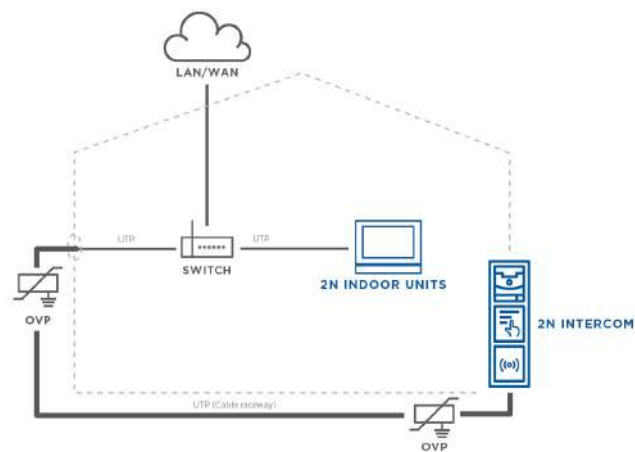 LAN/WAN
UTP
UTP
SWITCH
2N INDOOR UNITS
OVP
2N INTERCOM
UTP (Cable raceway)
OVP